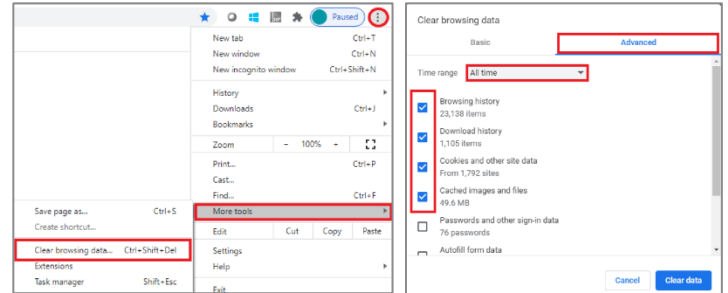 Paused
New tab Ctrl+T
New window Ctrl+N
New incognito window Ctrl+Shift+N
History
Downloads Ctrl+J
Bookmarks
Zoom - 100% +
Print... Ctrl+P
Cast...
Find... Ctrl+F
More tools
Edit Cut Copy Paste
Settings
Help
Exit
Save page as... Ctrl+S
Create shortcut...
Clear browsing data... Ctrl+Shift+Del
Extensions
Task manager Shift+Esc
Clear browsing data
Basic Advanced
Time range All time
Browsing history
23,138 items
Download history
1,105 items
Cookies and other site data
From 1,792 sites
Cached images and files
49.6 MB
Passwords and other sign-in data
76 passwords
Autofill form data
Cancel Clear data